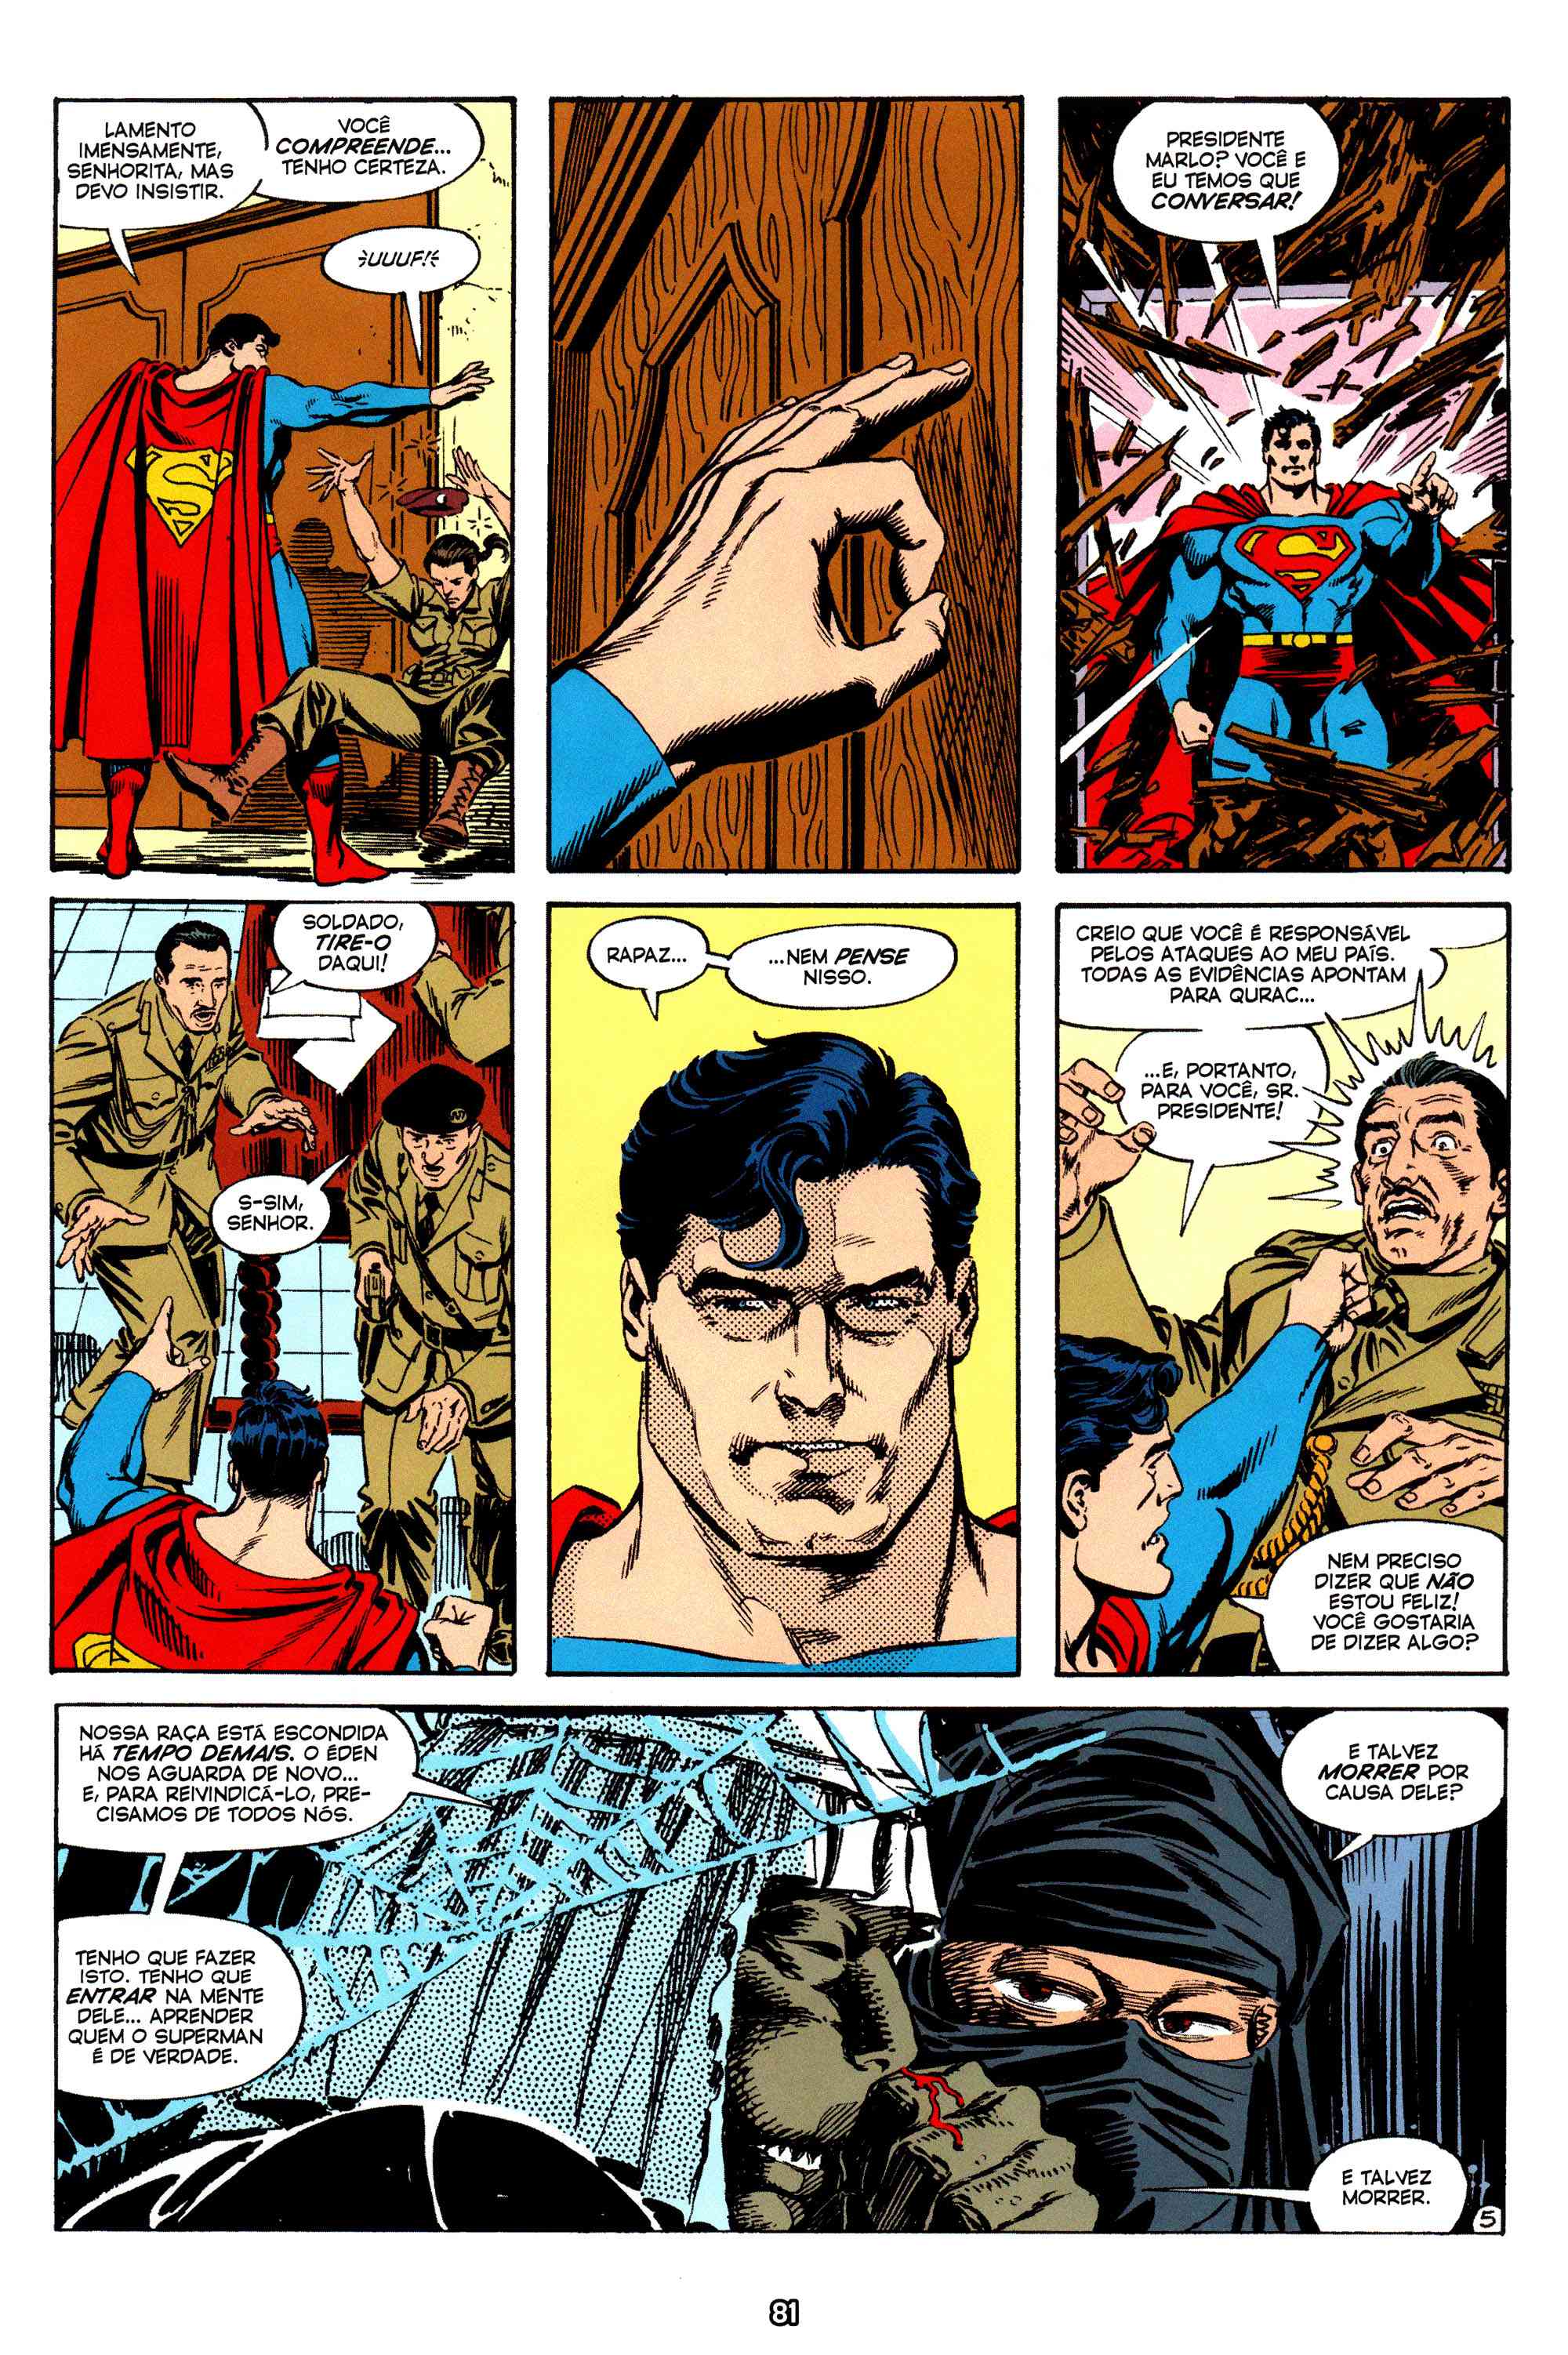 LAMENTO
IMENSAMENTE,
SENHORITA, MAS
DEVO INSISTIR.
VOCÊ
COMPREENDE...
TENHO CERTEZA.
UUUF!
PRESIDENTE
MARLO? VOCÊ E
EU TEMOS QUE
CONVERSAR!
SOLDADO,
TIRE-O
DAQUI!
S-SIM,
SENHOR.
RAPAZ...
...NEM PENSE
NISSO.
CREIO QUE VOCÊ É RESPONSÁVEL
PELOS ATAQUES AO MEU PAÍS.
TODAS AS EVIDÊNCIAS APONTAM
PARA QURAC...
...E, PORTANTO,
PARA VOCÊ, SR.
PRESIDENTE!
NEM PRECISO
DIZER QUE NÃO
ESTOU FELIZ!
VOCÊ GOSTARIA
DE DIZER ALGO?
NOSSA RAÇA ESTÁ ESCONDIDA
HÁ TEMPO DEMAIS. O ÉDEN
NOS AGUARDA DE NOVO...
E, PARA REIVINDICÁ-LO, PRE-
CISAMOS DE TODOS NÓS.
TENHO QUE FAZER
ISTO. TENHO QUE
ENTRAR NA MENTE
DELE... APRENDER
QUEM O SUPERMAN
É DE VERDADE.
E TALVEZ
MORRER POR
CAUSA DELE?
E TALVEZ
MORRER.
5
81